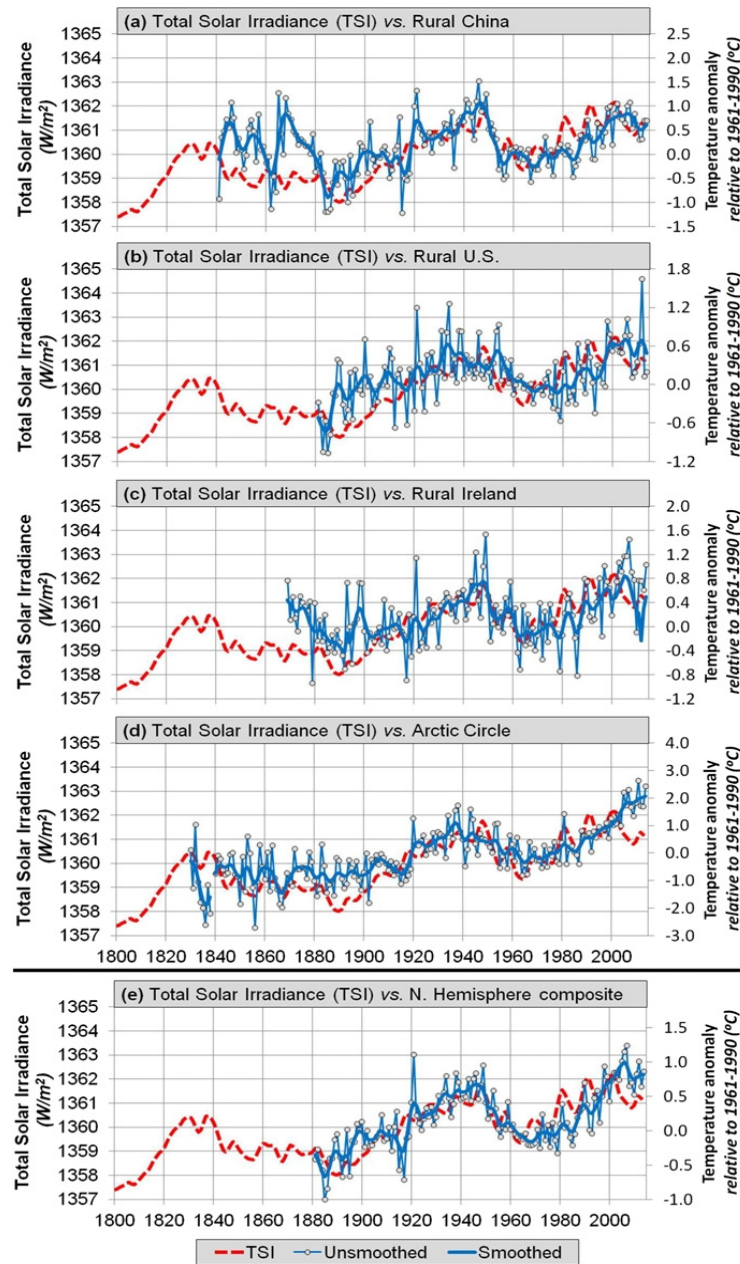 (a) Total Solar Irradiance (TSI) vs. Rural China
Total Solar Irradiance
(W/m²)
1365
1364
1363
1362
1361
1360
1359
1358
1357
2.5
2.0
1.5
1.0
0.5
0.0
-0.5
-1.0
-1.5
Temperature anomaly
relative to 1961-1990 (°C)
(b) Total Solar Irradiance (TSI) vs. Rural U.S.
Total Solar Irradiance
(W/m²)
1365
1364
1363
1362
1361
1360
1359
1358
1357
1.8
1.2
0.6
0.0
-0.6
-1.2
Temperature anomaly
relative to 1961-1990 (°C)
(c) Total Solar Irradiance (TSI) vs. Rural Ireland
Total Solar Irradiance
(W/m²)
1365
1364
1363
1362
1361
1360
1359
1358
1357
2.0
1.6
1.2
0.8
0.4
0.0
-0.4
-0.8
-1.2
Temperature anomaly
relative to 1961-1990 (°C)
(d) Total Solar Irradiance (TSI) vs. Arctic Circle
Total Solar Irradiance
(W/m²)
1365
1364
1363
1362
1361
1360
1359
1358
1357
4.0
3.0
2.0
1.0
0.0
-1.0
-2.0
-3.0
Temperature anomaly
relative to 1961-1990 (°C)
1800 1820 1840 1860 1880 1900 1920 1940 1960 1980 2000
(e) Total Solar Irradiance (TSI) vs. N. Hemisphere composite
Total Solar Irradiance
(W/m²)
1365
1364
1363
1362
1361
1360
1359
1358
1357
1.5
1.0
0.5
0.0
-0.5
-1.0
Temperature anomaly
relative to 1961-1990 (°C)
1800 1820 1840 1860 1880 1900 1920 1940 1960 1980 2000
TSI Unsmoothed Smoothed